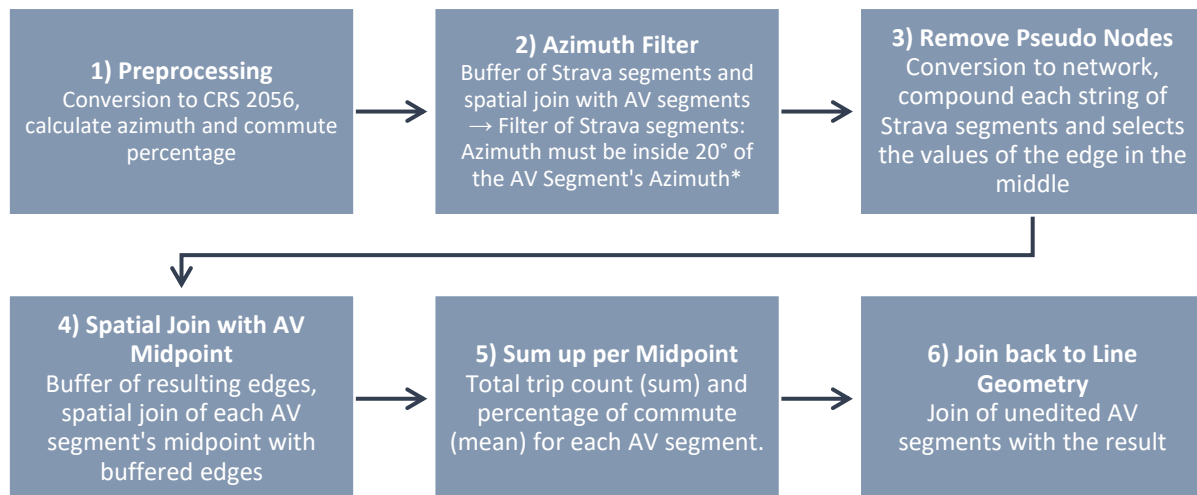 1) Preprocessing
Conversion to CRS 2056,
calculate azimuth and commute
percentage
2) Azimuth Filter
Buffer of Strava segments and
spatial join with AV segments
→ Filter of Strava segments:
Azimuth must be inside 20° of
the AV Segment's Azimuth*
3) Remove Pseudo Nodes
Conversion to network,
compound each string of
Strava segments and selects
the values of the edge in the
middle
4) Spatial Join with AV
Midpoint
Buffer of resulting edges,
spatial join of each AV
segment's midpoint with
buffered edges
5) Sum up per Midpoint
Total trip count (sum) and
percentage of commute
(mean) for each AV segment.
6) Join back to Line
Geometry
Join of unedited AV
segments with the result